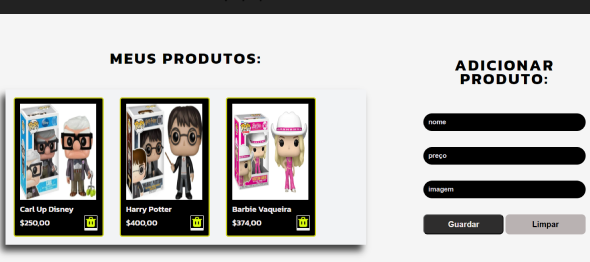 MEUS PRODUTOS:
Carl Up Disney
$250,00
Harry Potter
$400,00
Barbie Vaqueira
$374,00
ADICIONAR
PRODUTO:
nome
preço
imagem
Guardar
Limpar